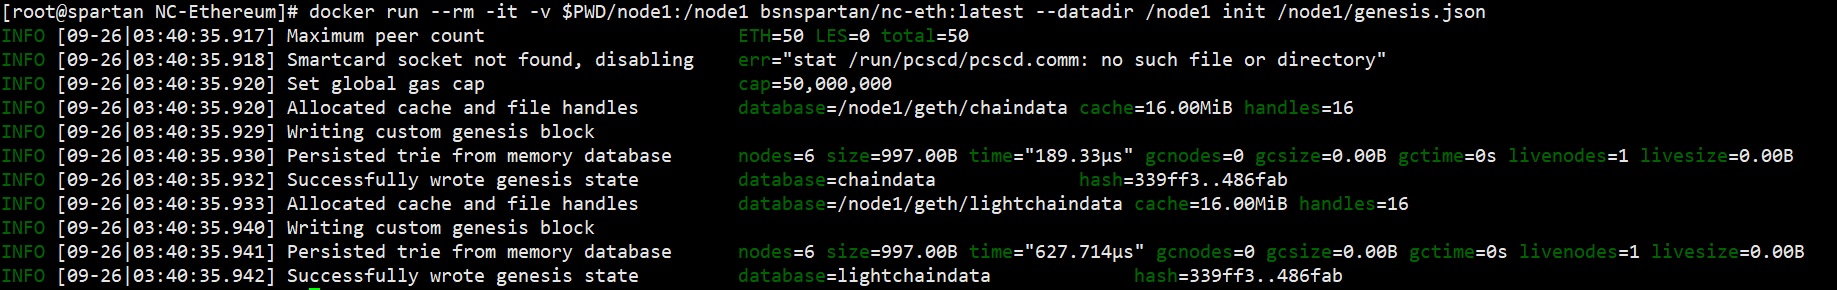 [root@spartan NC-Ethereum]# docker run --rm -it -v $PWD/node1:/node1 bsnspartan/nc-eth:latest --datadir /node1 init /node1/genesis.json
INFO [09-26|03:40:35.917] Maximum peer count                       ETH=50 LES=0 total=50
INFO [09-26|03:40:35.918] Smartcard socket not found, disabling    err="stat /run/pcscd/pcscd.comm: no such file or directory"
INFO [09-26|03:40:35.920] Set global gas cap                       cap=50,000,000
INFO [09-26|03:40:35.920] Allocated cache and file handles         database=/node1/geth/chaindata cache=16.00MiB handles=16
INFO [09-26|03:40:35.929] Writing custom genesis block
INFO [09-26|03:40:35.930] Persisted trie from memory database      nodes=6 size=997.00B time="189.33µs" gcnodes=0 gcsize=0.00B gctime=0s livenodes=1 livesize=0.00B
INFO [09-26|03:40:35.932] Successfully wrote genesis state         database=chaindata             hash=339ff3..486fab
INFO [09-26|03:40:35.933] Allocated cache and file handles         database=/node1/geth/lightchaindata cache=16.00MiB handles=16
INFO [09-26|03:40:35.940] Writing custom genesis block
INFO [09-26|03:40:35.941] Persisted trie from memory database      nodes=6 size=997.00B time="627.714µs" gcnodes=0 gcsize=0.00B gctime=0s livenodes=1 livesize=0.00B
INFO [09-26|03:40:35.942] Successfully wrote genesis state         database=lightchaindata             hash=339ff3..486fab